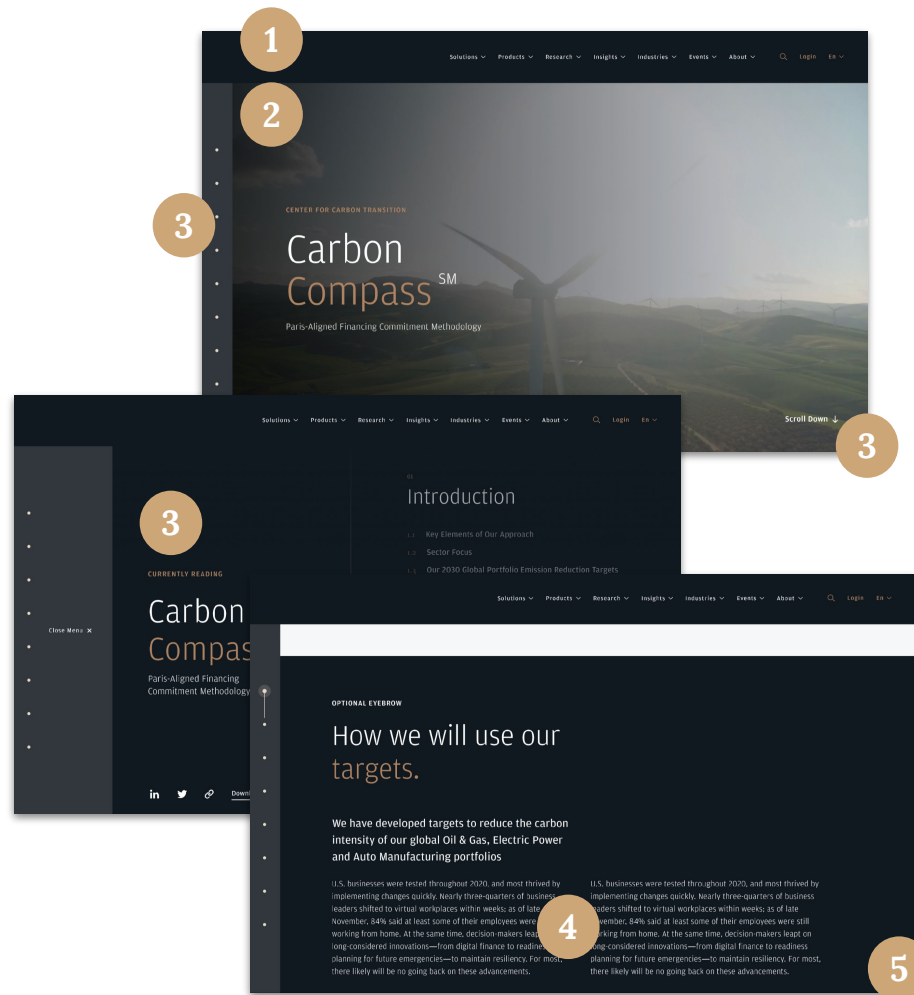 1
Solutions Products Research Insights Industries Events About Login En
2
3
CENTER FOR CARBON TRANSITION
Carbon
Compass SM
Paris-Aligned Financing Commitment Methodology
Scroll Down ↓
3
Solutions Products Research Insights Industries Events About Login En
3
01
Introduction
1.1 Key Elements of Our Approach
1.2 Sector Focus
1.3 Our 2030 Global Portfolio Emission Reduction Targets
CURRENTLY READING
Carbon
Compas
Paris-Aligned Financing
Commitment Methodology
Close Menu X
in
Downl
Solutions Products Research Insights Industries Events About Login En
OPTIONAL EYEBROW
How we will use our
targets.
We have developed targets to reduce the carbon
intensity of our global Oil & Gas, Electric Power
and Auto Manufacturing portfolios
U.S. businesses were tested throughout 2020, and most thrived by
implementing changes quickly. Nearly three-quarters of business
leaders shifted to virtual workplaces within weeks; as of late
November, 84% said at least some of their employees were
working from home. At the same time, decision-makers leap
long-considered innovations—from digital finance to readiness
planning for future emergencies—to maintain resiliency. For most,
there likely will be no going back on these advancements.
U.S. businesses were tested throughout 2020, and most thrived by
implementing changes quickly. Nearly three-quarters of business
leaders shifted to virtual workplaces within weeks; as of late
November, 84% said at least some of their employees were still
working from home. At the same time, decision-makers leapt on
long-considered innovations—from digital finance to readiness
planning for future emergencies—to maintain resiliency. For most,
there likely will be no going back on these advancements.
4
5